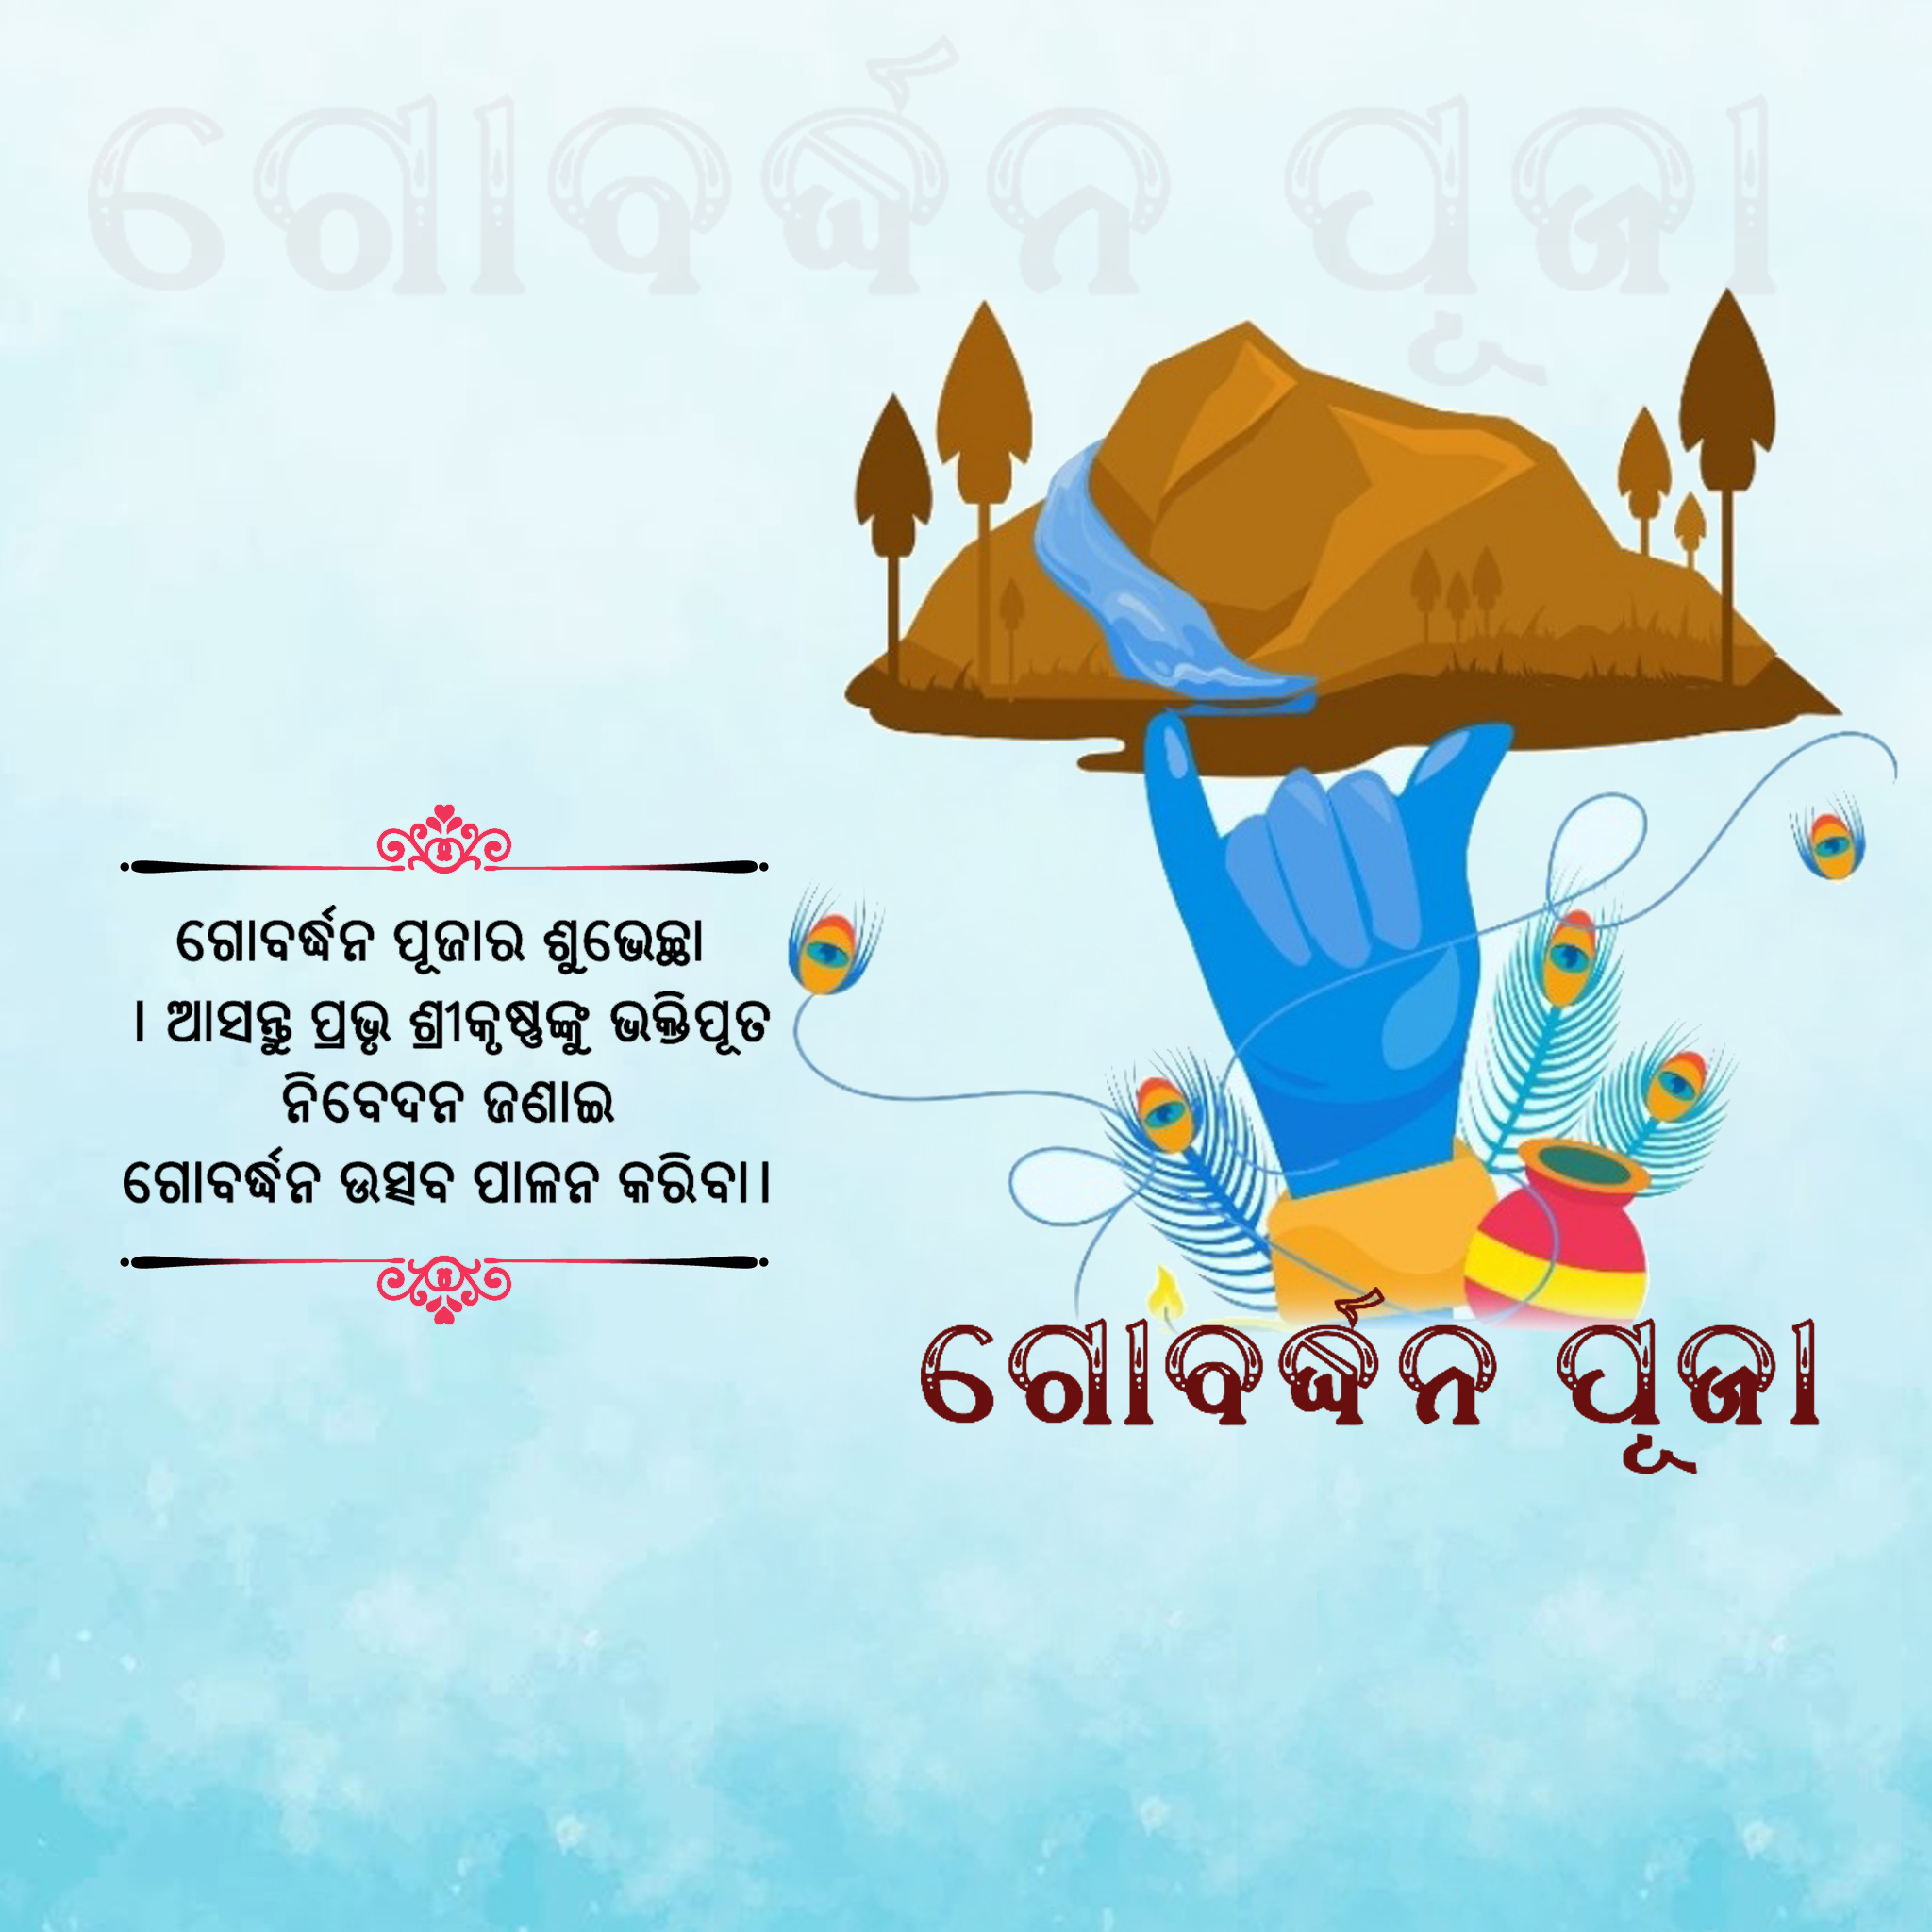 ଗୋବର୍ଦ୍ଧନ ପୂଜା
ଗୋବର୍ଦ୍ଧନ ପୂଜାର ଶୁଭେଚ୍ଛା
। ଆସନ୍ତୁ ପ୍ରଭୃ ଶ୍ରୀକୃଷ୍ଣଙ୍କୁ ଭକ୍ତିପୂତ
ନିବେଦନ ଜଣାଇ
ଗୋବର୍ଦ୍ଧନ ଉତ୍ସବ ପାଳନ କରିବା।
ଗୋବର୍ଦ୍ଧନ ପୂଜା